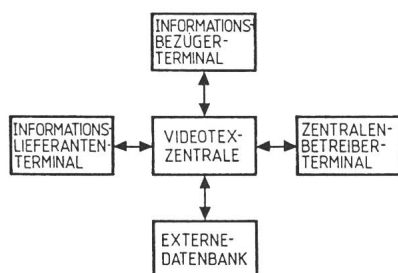 INFORMATIONS-
BEZÜGER-
TERMINAL
INFORMATIONS-
LIEFERANTEN-
TERMINAL
VIDEOTEX-
ZENTRALE
ZENTRALEN-
BETREIBER-
TERMINAL
EXTERNE-
DATENBANK